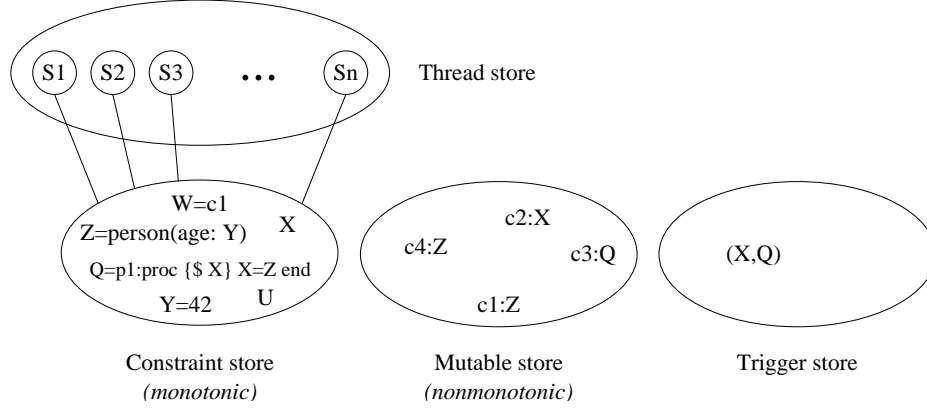 S1 S2 S3 ... Sn Thread store
W=c1
Z=person(age: Y) X
Q=p1:proc {$ X} X=Z end
Y=42 U
c2:X
c4:Z c3:Q
c1:Z
(X,Q)
Constraint store
(monotonic)
Mutable store
(nonmonotonic)
Trigger store